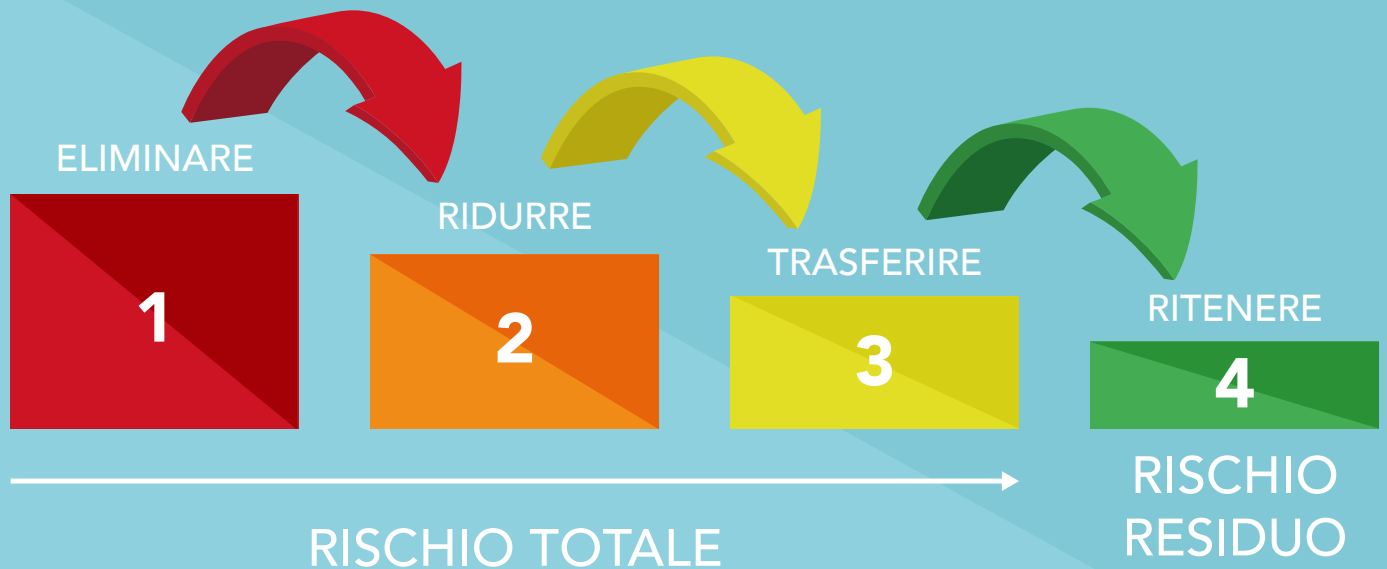 ELIMINARE
1
RIDURRE
2
TRASFERIRE
3
RITENERE
4
RISCHIO TOTALE
RISCHIO
RESIDUO